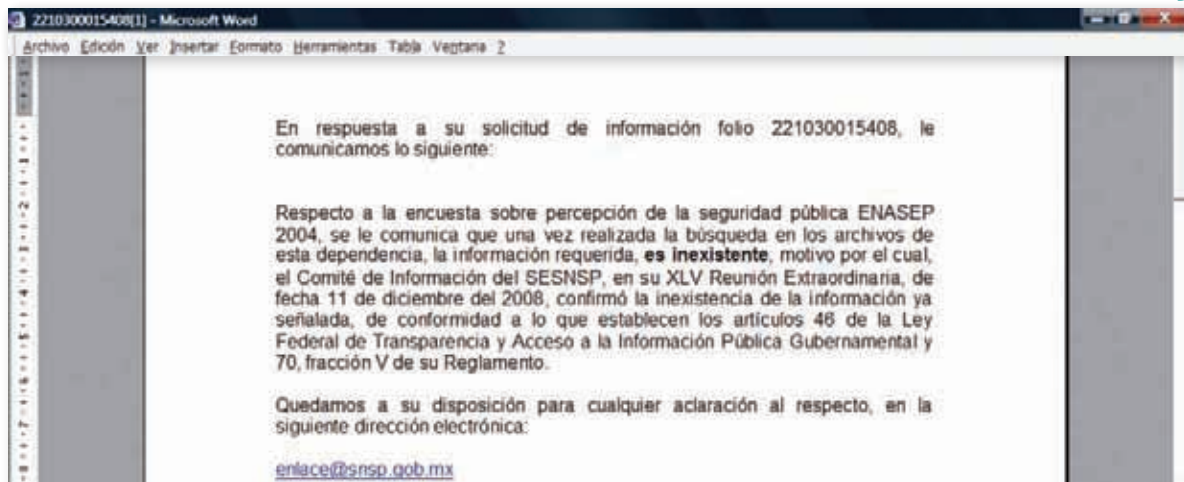 2210300015408[1] - Microsoft Word
Archivo Edición Ver Insertar Formato Herramientas Tabla Ventana ?
En respuesta a su solicitud de información folio 221030015408, le
comunicamos lo siguiente:
Respecto a la encuesta sobre percepción de la seguridad pública ENASEP
2004, se le comunica que una vez realizada la búsqueda en los archivos de
esta dependencia, la información requerida, es inexistente, motivo por el cual,
el Comité de Información del SESNSP, en su XLV Reunión Extraordinaria, de
fecha 11 de diciembre del 2008, confirmó la inexistencia de la información ya
señalada, de conformidad a lo que establecen los artículos 46 de la Ley
Federal de Transparencia y Acceso a la Información Pública Gubernamental y
70, fracción V de su Reglamento.
Quedamos a su disposición para cualquier aclaración al respecto, en la
siguiente dirección electrónica:
enlace@snsp.gob.mx